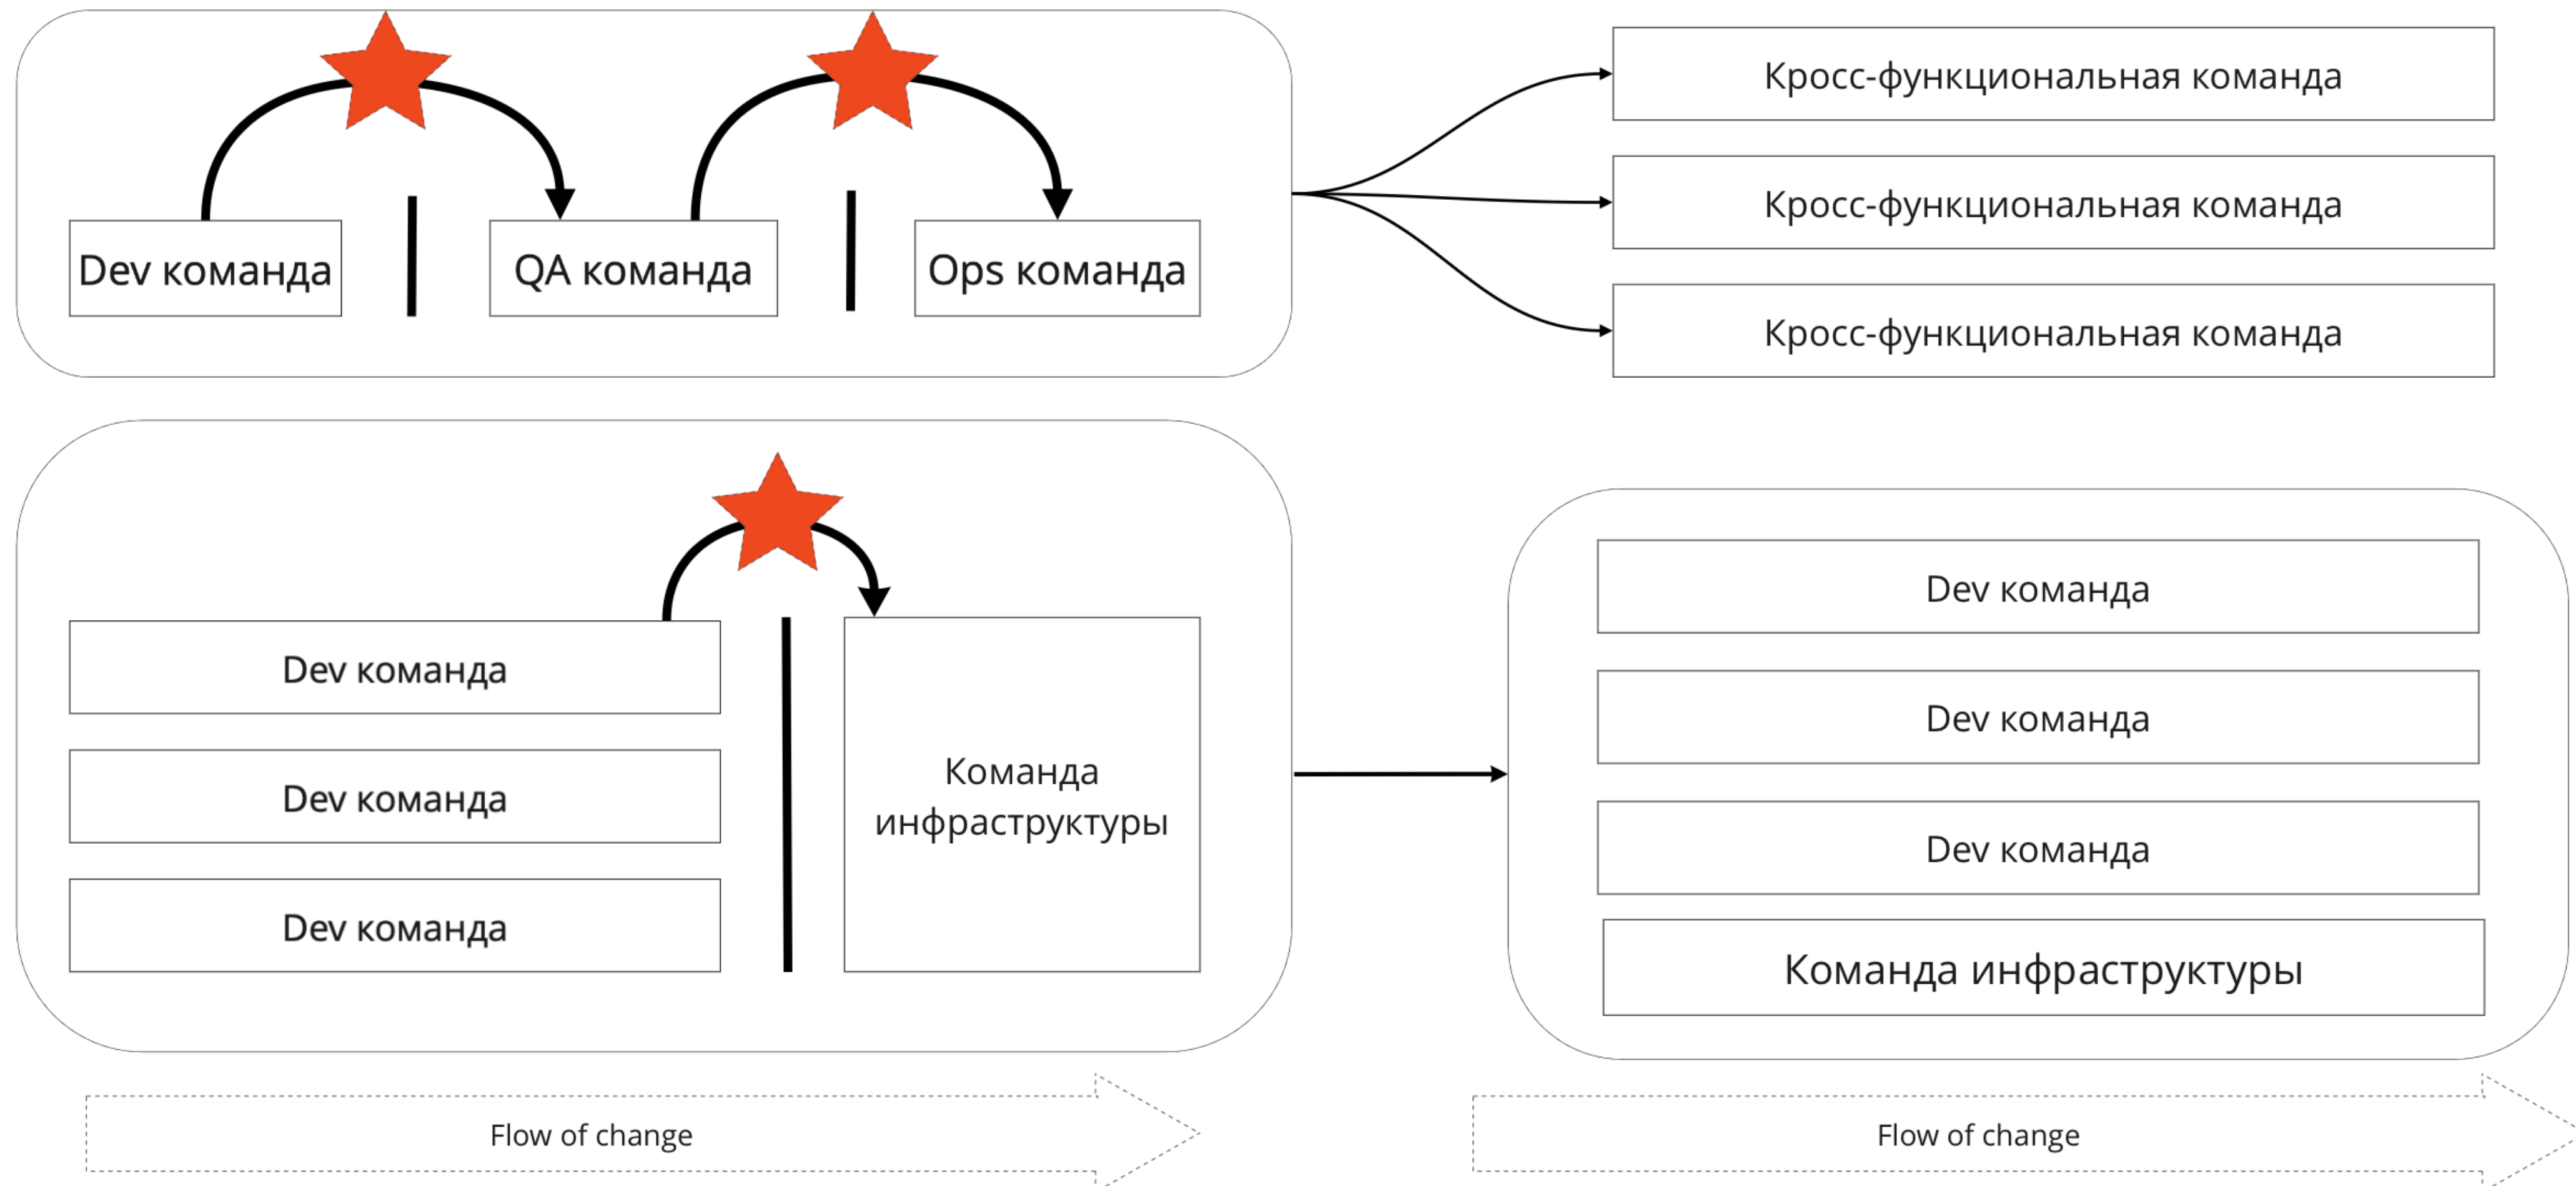 Dev команда
QA команда
Ops команда
Кросс-функциональная команда
Кросс-функциональная команда
Кросс-функциональная команда
Dev команда
Dev команда
Dev команда
Команда
инфраструктуры
Dev команда
Dev команда
Dev команда
Команда инфраструктуры
Flow of change
Flow of change